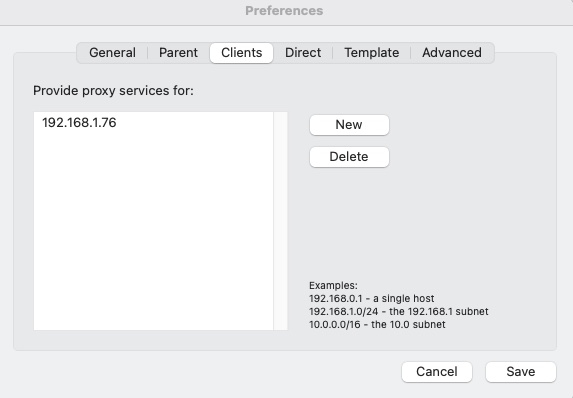 Preferences
General Parent Clients Direct Template Advanced
Provide proxy services for:
192.168.1.76
New
Delete
Examples:
192.168.0.1 - a single host
192.168.1.0/24 - the 192.168.1 subnet
10.0.0.0/16 - the 10.0 subnet
Cancel Save